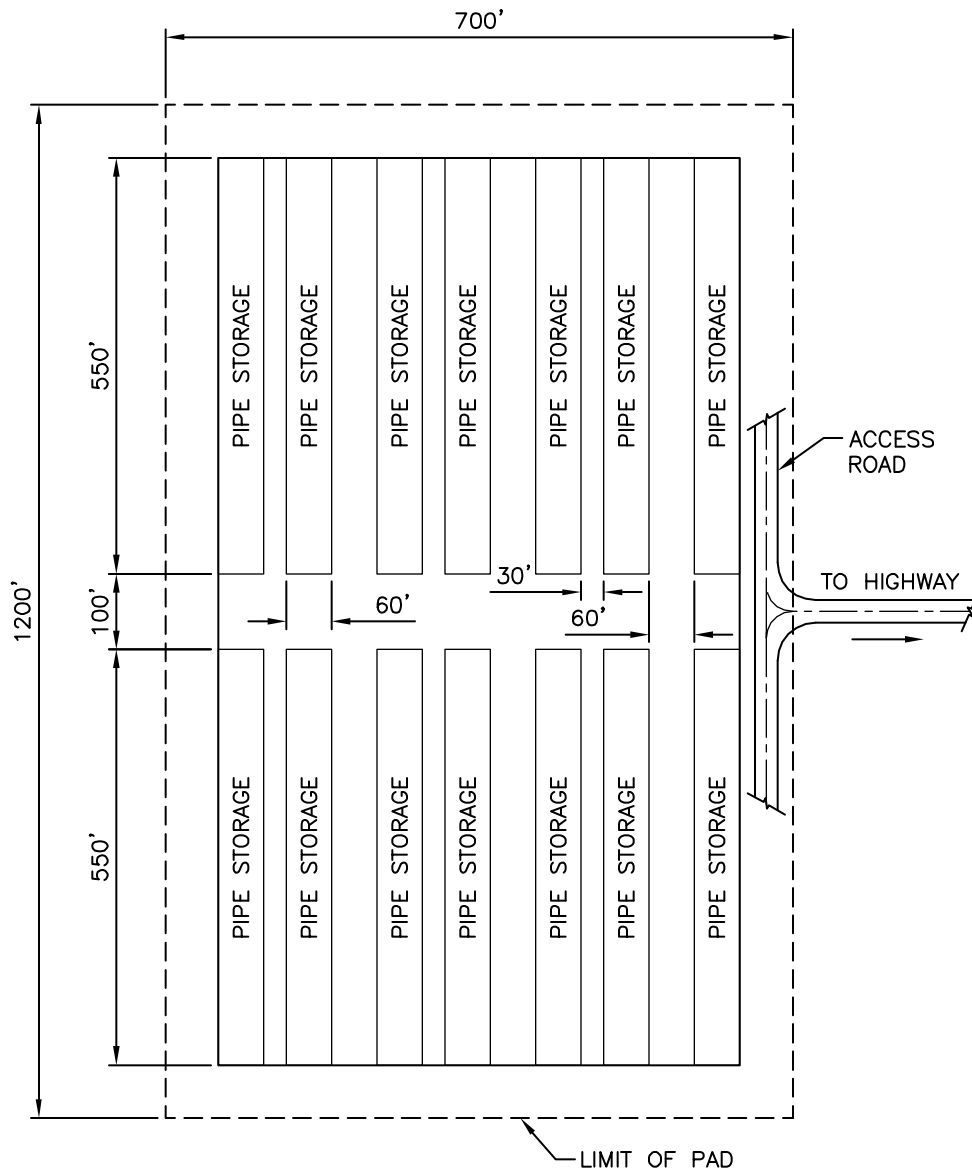 700'
PIPE STORAGE
PIPE STORAGE
PIPE STORAGE
PIPE STORAGE
PIPE STORAGE
PIPE STORAGE
PIPE STORAGE
550'
ACCESS
ROAD
1200'
100'
60'
30'
60'
TO HIGHWAY
550'
PIPE STORAGE
PIPE STORAGE
PIPE STORAGE
PIPE STORAGE
PIPE STORAGE
PIPE STORAGE
PIPE STORAGE
LIMIT OF PAD